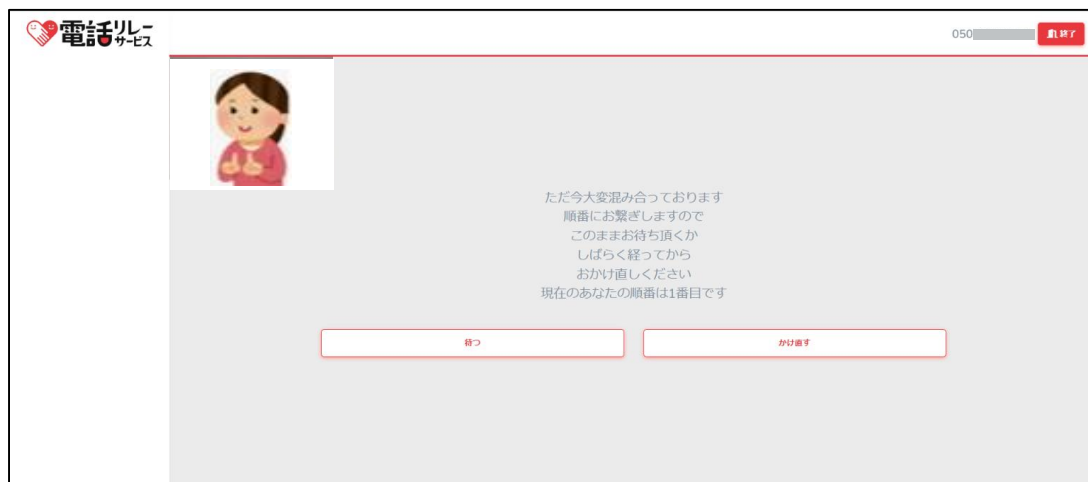 電話リレー
サービス
050
終了
ただ今大変混み合っております
順番にお繋ぎしますので
このままお待ち頂くか
しばらく経ってから
おかけ直しください
現在のあなたの順番は1番目です
待つ
かけ直す